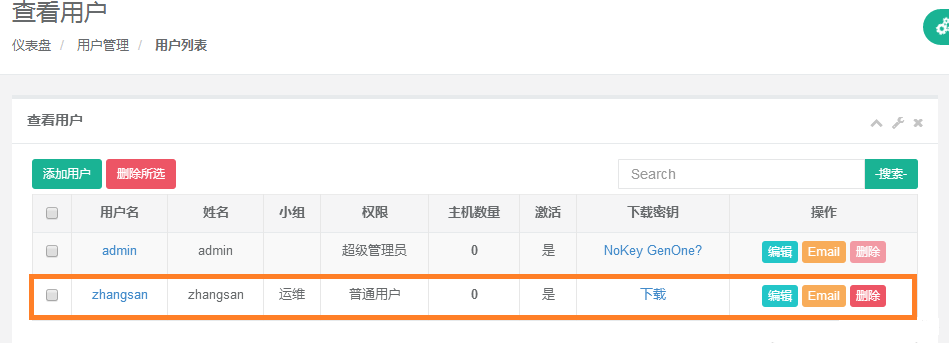 查看用户
仪表盘 / 用户管理 / 用户列表
查看用户
添加用户 删除所选 Search -搜索-
用户名 姓名 小组 权限 主机数量 激活 下载密钥 操作
admin admin 超级管理员 0 是 NoKey GenOne? 编辑 Email 删除
zhangsan zhangsan 运维 普通用户 0 是 下载 编辑 Email 删除